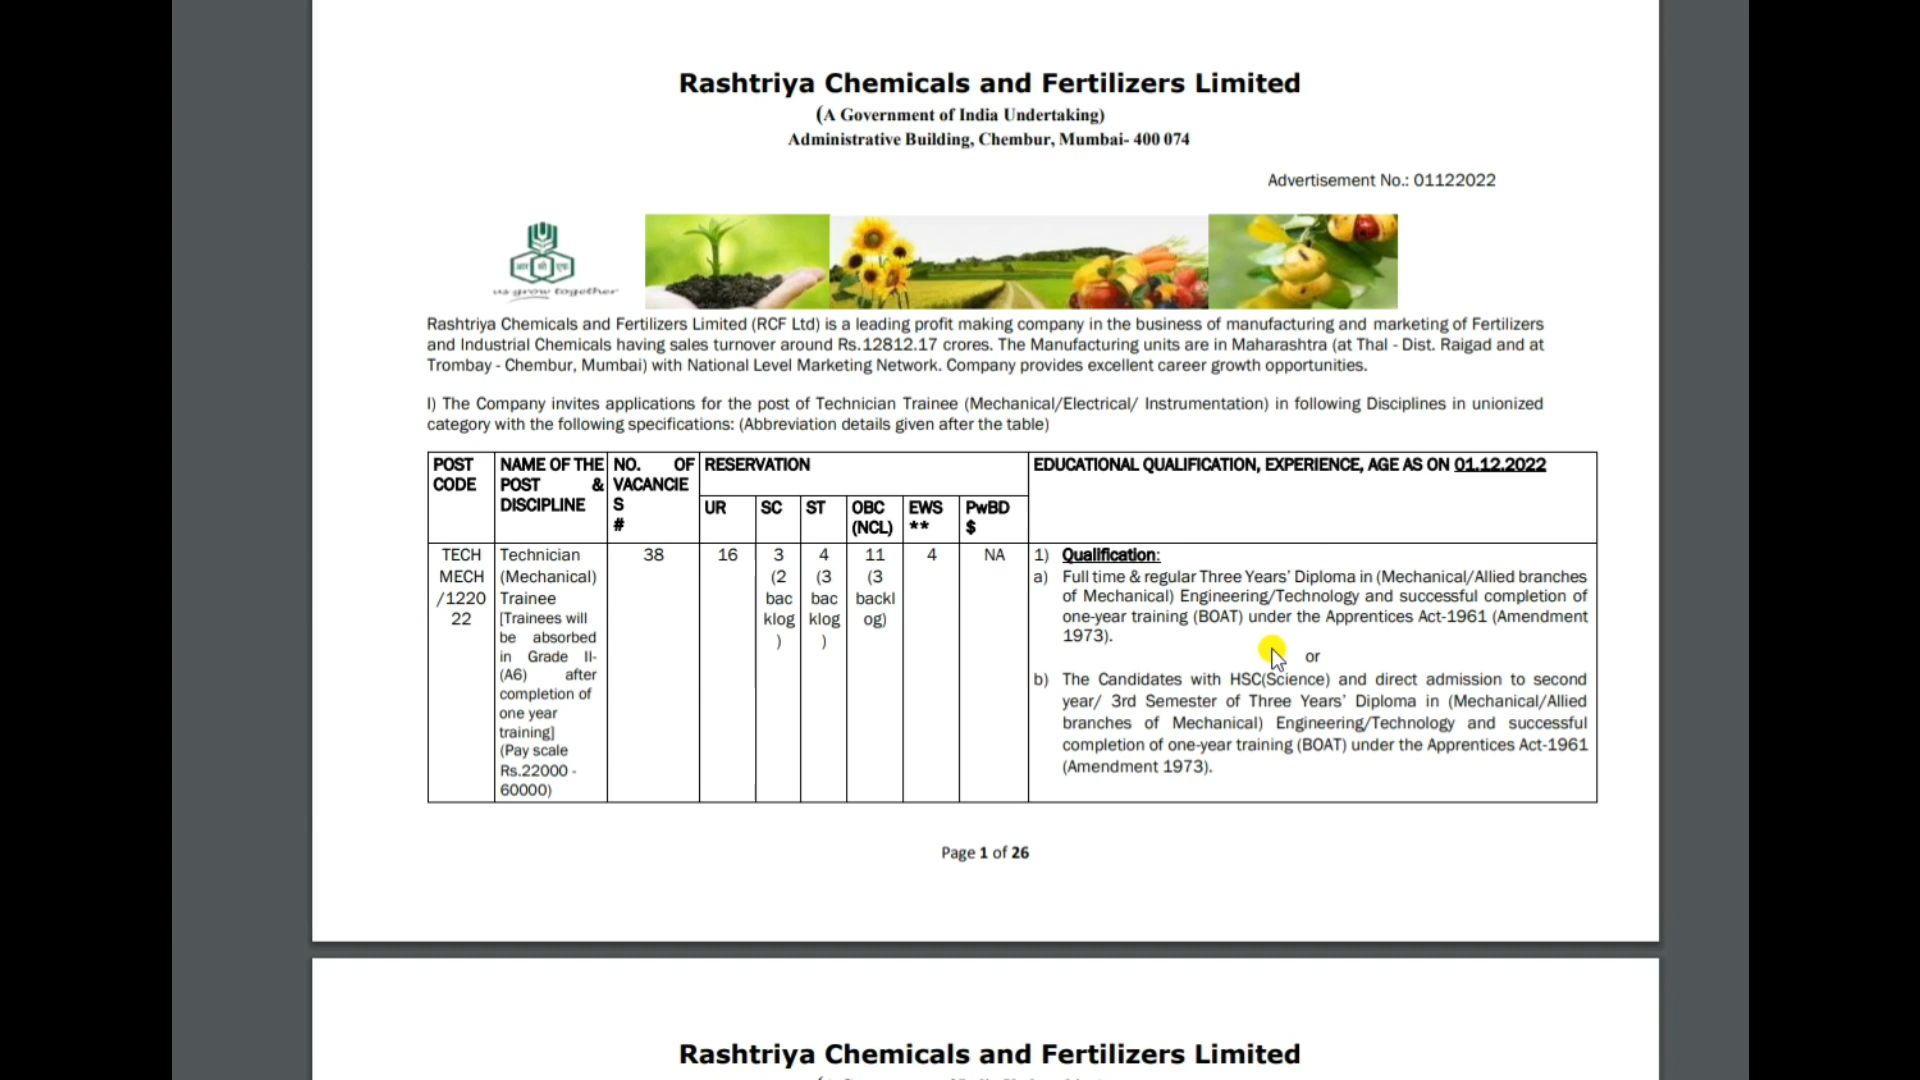 Rashtriya Chemicals and Fertilizers Limited
(A Government of India Undertaking)
Administrative Building, Chembur, Mumbai- 400 074
Advertisement No.: 01122022
आर सी एफ
us grow together
Rashtriya Chemicals and Fertilizers Limited (RCF Ltd) is a leading profit making company in the business of manufacturing and marketing of Fertilizers
and Industrial Chemicals having sales turnover around Rs.12812.17 crores. The Manufacturing units are in Maharashtra (at Thal - Dist. Raigad and at
Trombay - Chembur, Mumbai) with National Level Marketing Network. Company provides excellent career growth opportunities.
I) The Company invites applications for the post of Technician Trainee (Mechanical/Electrical/ Instrumentation) in following Disciplines in unionized
category with the following specifications: (Abbreviation details given after the table)
POST
CODE
NAME OF THE
POST &
DISCIPLINE
NO. OF
VACANCIE
S
#
RESERVATION
UR
SC
ST
OBC
(NCL)
EWS
**
PwBD
$
EDUCATIONAL QUALIFICATION, EXPERIENCE, AGE AS ON 01.12.2022
TECH
MECH
/1220
22
Technician
(Mechanical)
Trainee
[Trainees will
be absorbed
in Grade II-
(A6) after
completion of
one year
training]
(Pay scale
Rs.22000 -
60000)
38
16
3
(2
bac
klog
)
4
(3
bac
klog
)
11
(3
backl
og)
4
NA
1) Qualification:
a) Full time & regular Three Years' Diploma in (Mechanical/Allied branches
of Mechanical) Engineering/Technology and successful completion of
one-year training (BOAT) under the Apprentices Act-1961 (Amendment
1973).
or
b) The Candidates with HSC(Science) and direct admission to second
year/ 3rd Semester of Three Years' Diploma in (Mechanical/Allied
branches of Mechanical) Engineering/Technology and successful
completion of one-year training (BOAT) under the Apprentices Act-1961
(Amendment 1973).
Page 1 of 26
Rashtriya Chemicals and Fertilizers Limited